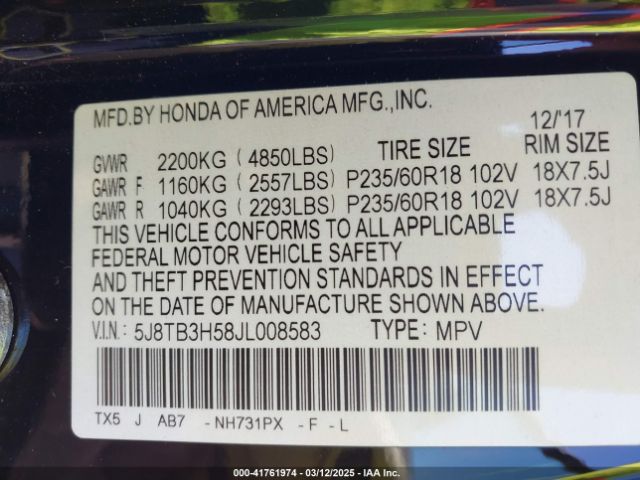 MFD.BY HONDA OF AMERICA MFG.,INC.
12/'17
GVWR 2200KG ( 4850LBS) TIRE SIZE RIM SIZE
GAWR F 1160KG ( 2557LBS) P235/60R18 102V 18X7.5J
GAWR R 1040KG ( 2293LBS) P235/60R18 102V 18X7.5J
THIS VEHICLE CONFORMS TO ALL APPLICABLE
FEDERAL MOTOR VEHICLE SAFETY
AND THEFT PREVENTION STANDARDS IN EFFECT
ON THE DATE OF MANUFACTURE SHOWN ABOVE.
V.I.N.: 5J8TB3H58JL008583 TYPE: MPV
TX5 J AB7 -NH731PX -F -L
000-41761974 | 03/12/2025 | IAA Inc.